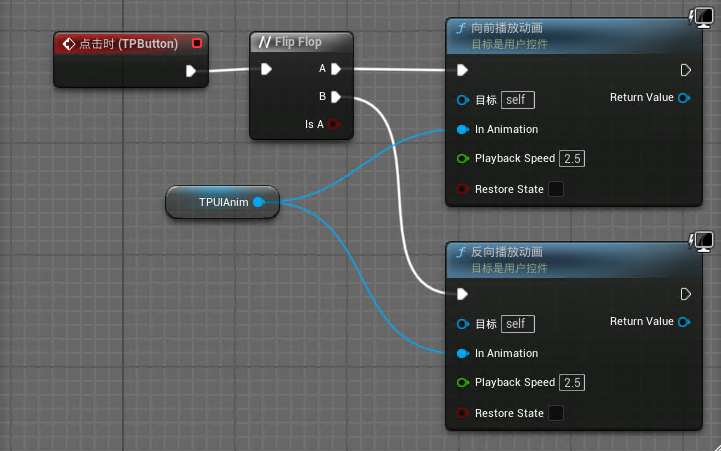 点击时 (TPButton)
Flip Flop
A
B
Is A
TPUIAnim
向前播放动画
目标是用户控件
目标 self
Return Value
In Animation
Playback Speed 2.5
Restore State
反向播放动画
目标是用户控件
目标 self
Return Value
In Animation
Playback Speed 2.5
Restore State